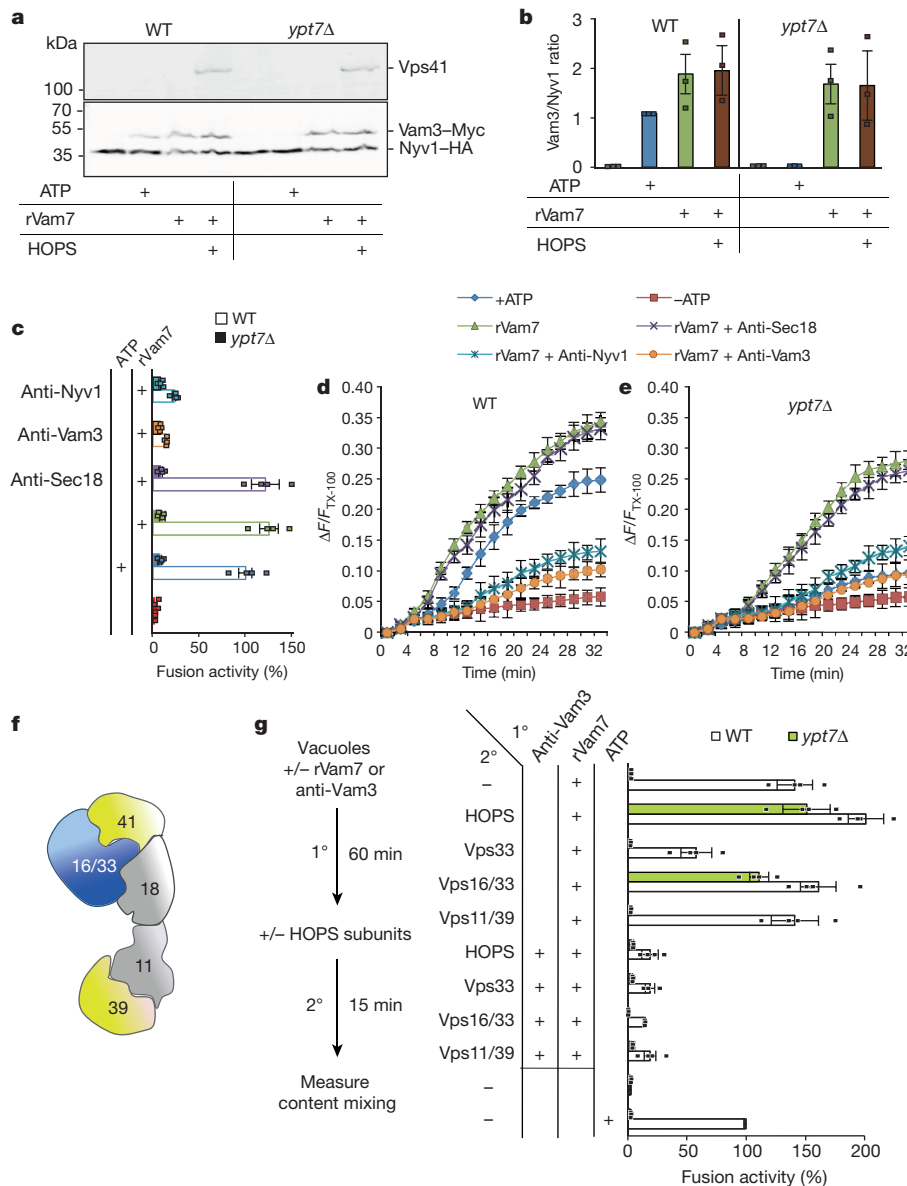 a
WT
ypt7Δ
kDa
100
70
55
35
Vps41
Vam3–Myc
Nyv1–HA
ATP + +
rVam7 + + + +
HOPS + +
b
WT
ypt7Δ
Vam3/Nyv1 ratio
3
2
1
0
ATP + +
rVam7 + + + +
HOPS + +
+ATP
–ATP
rVam7
rVam7 + Anti-Sec18
rVam7 + Anti-Nyv1
rVam7 + Anti-Vam3
c
WT
ypt7Δ
ATP
rVam7
Anti-Nyv1 +
Anti-Vam3 +
Anti-Sec18 +
+
+
0 50 100 150
Fusion activity (%)
d
WT
ΔF/F TX-100
0.40
0.35
0.30
0.25
0.20
0.15
0.10
0.05
0
0 4 8 12 16 20 24 28 32
Time (min)
e
ypt7Δ
ΔF/F TX-100
0.40
0.35
0.30
0.25
0.20
0.15
0.10
0.05
0
0 4 8 12 16 20 24 28 32
Time (min)
f
41
16/33
18
11
39
g
Vacuoles
+/– rVam7 or
anti-Vam3
1° 60 min
+/– HOPS subunits
2° 15 min
Measure
content mixing
1°
2°
Anti-Vam3
rVam7
ATP
WT
ypt7Δ
– +
HOPS +
Vps33 +
Vps16/33 +
Vps11/39 +
HOPS + +
Vps33 + +
Vps16/33 + +
Vps11/39 + +
–
– +
0 50 100 150 200
Fusion activity (%)